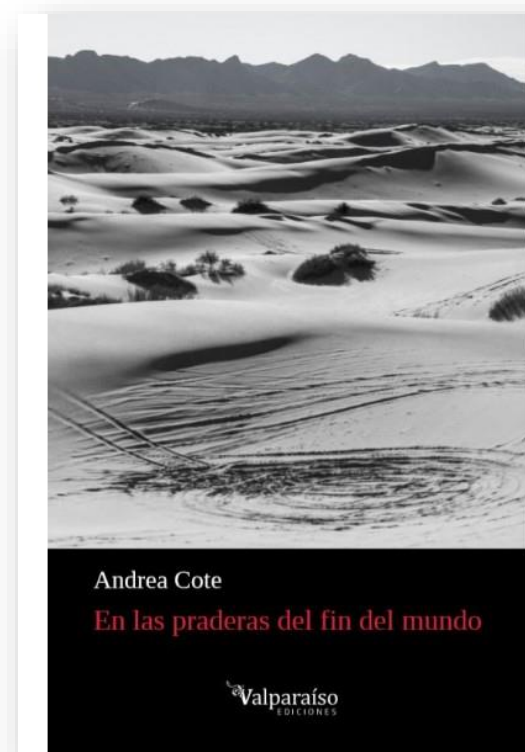 Andrea Cote
En las praderas del fin del mundo
Valparaíso
EDICIONES